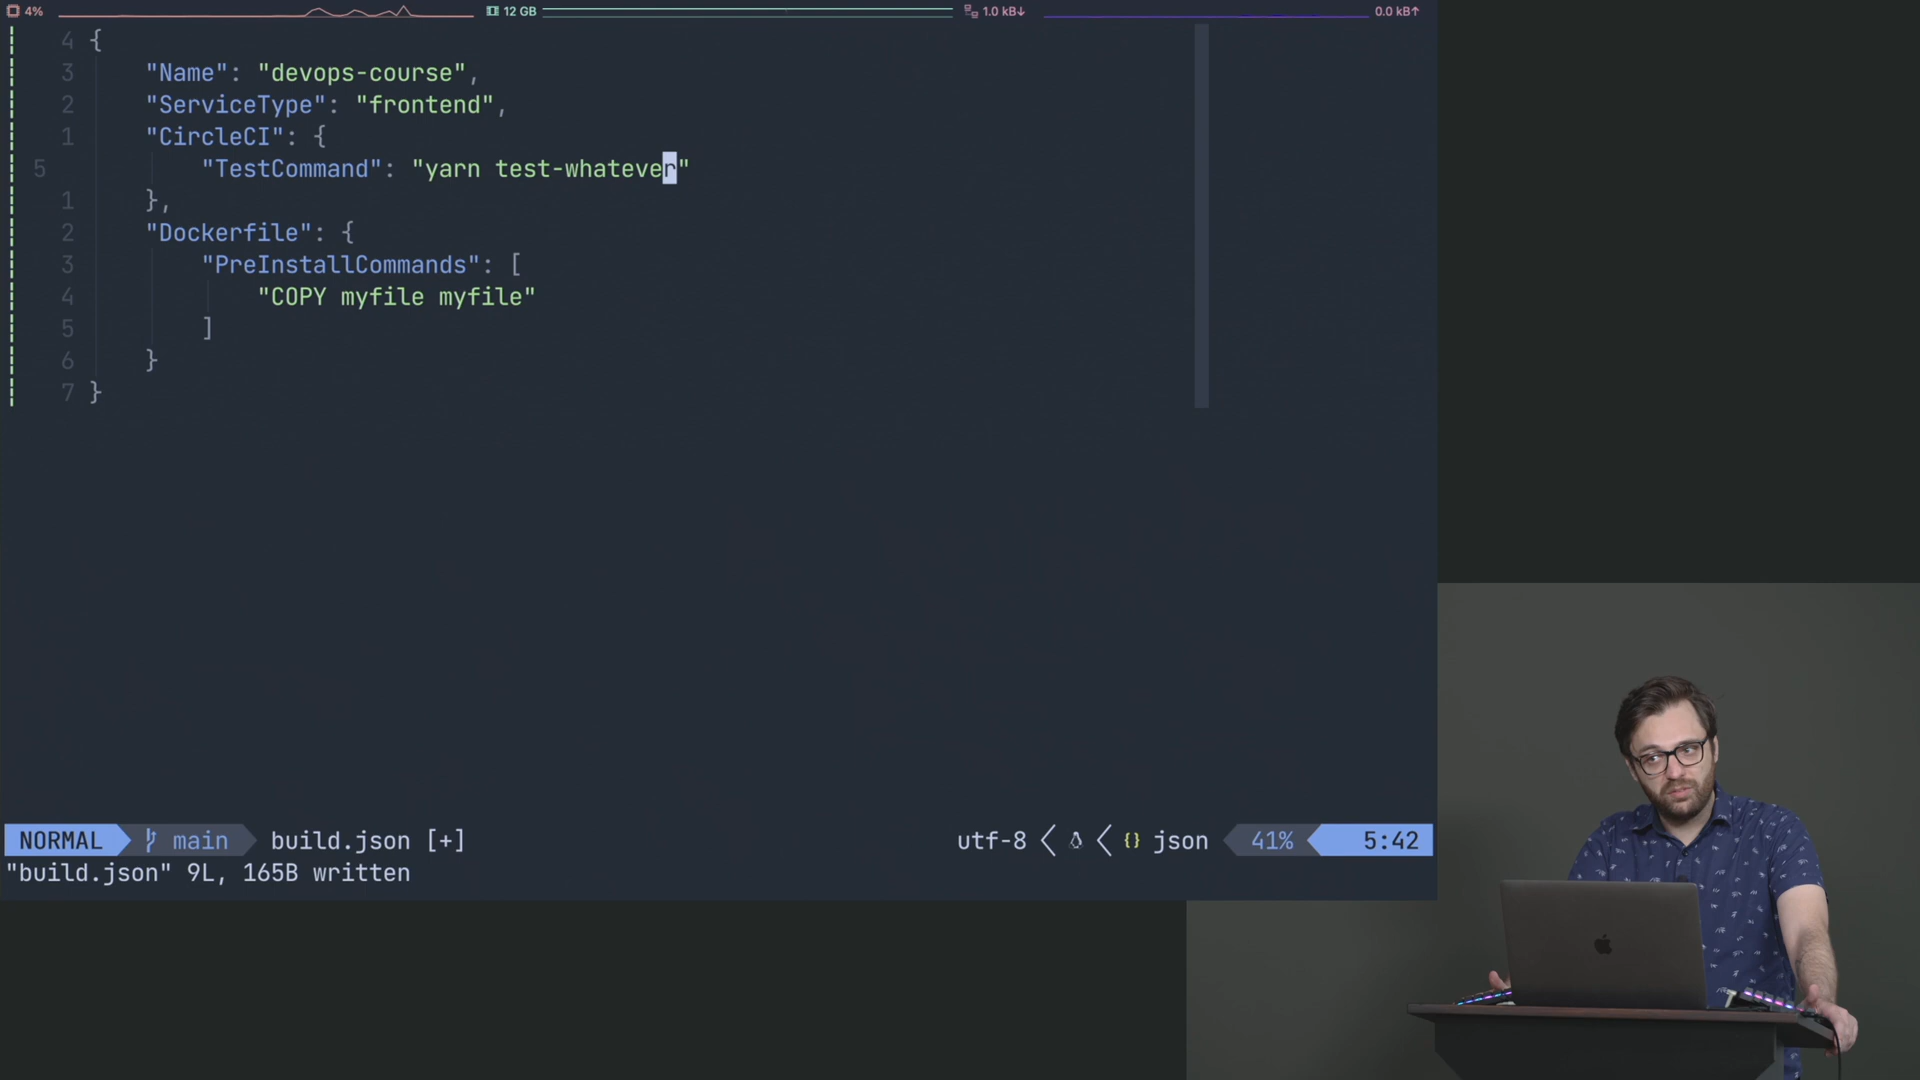 4% 12 GB 1.0 kB↓ 0.0 kB↑
4 {
3 "Name": "devops-course",
2 "ServiceType": "frontend",
1 "CircleCI": {
5 "TestCommand": "yarn test-whatever"
1 },
2 "Dockerfile": {
3 "PreInstallCommands": [
4 "COPY myfile myfile"
5 ]
6 }
7 }
NORMAL main build.json [+] utf-8 {} json 41% 5:42
"build.json" 9L, 165B written